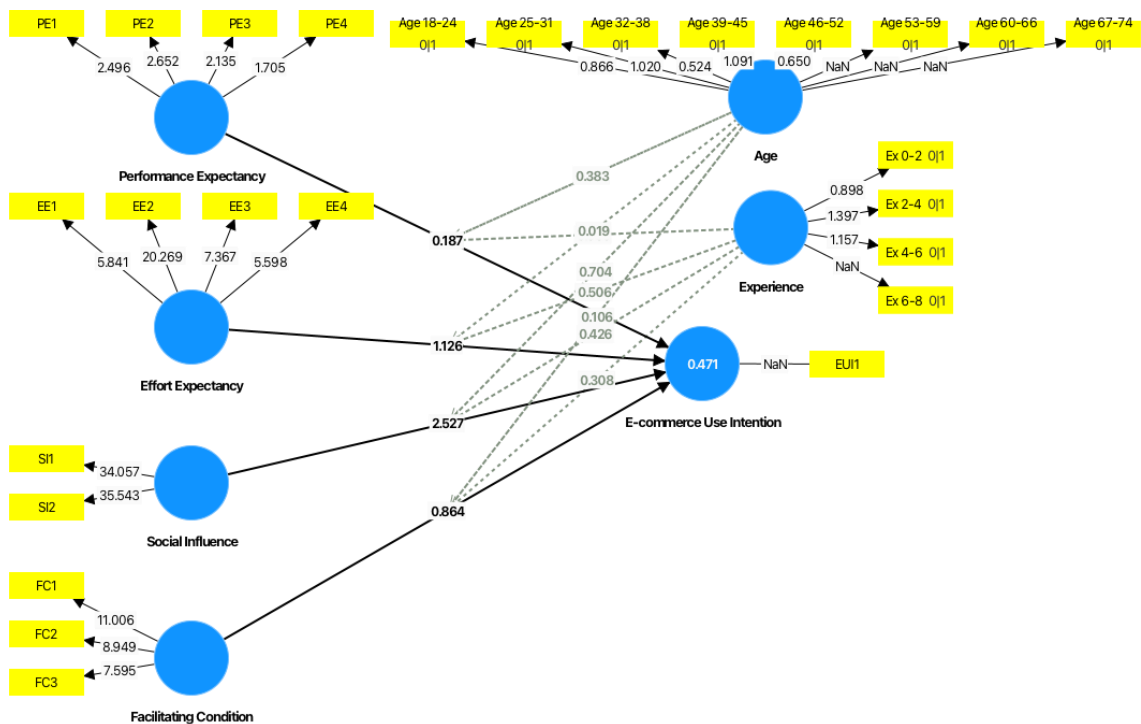 PE1
PE2
PE3
PE4
2.496
2.652
2.135
1.705
Performance Expectancy
Age 18-24
0|1
Age 25-31
0|1
Age 32-38
0|1
Age 39-45
0|1
Age 46-52
0|1
Age 53-59
0|1
Age 60-66
0|1
Age 67-74
0|1
0.866
1.020
0.524
1.091
0.650
NaN
NaN
NaN
Age
EE1
EE2
EE3
EE4
5.841
20.269
7.367
5.598
Effort Expectancy
Ex 0-2 0|1
Ex 2-4 0|1
Ex 4-6 0|1
Ex 6-8 0|1
0.898
1.397
1.157
NaN
Experience
0.383
0.187
0.019
0.704
0.506
0.106
0.426
1.126
0.308
2.527
0.864
0.471
NaN
EUI1
E-commerce Use Intention
SI1
SI2
34.057
35.543
Social Influence
FC1
FC2
FC3
11.006
8.949
7.595
Facilitating Condition